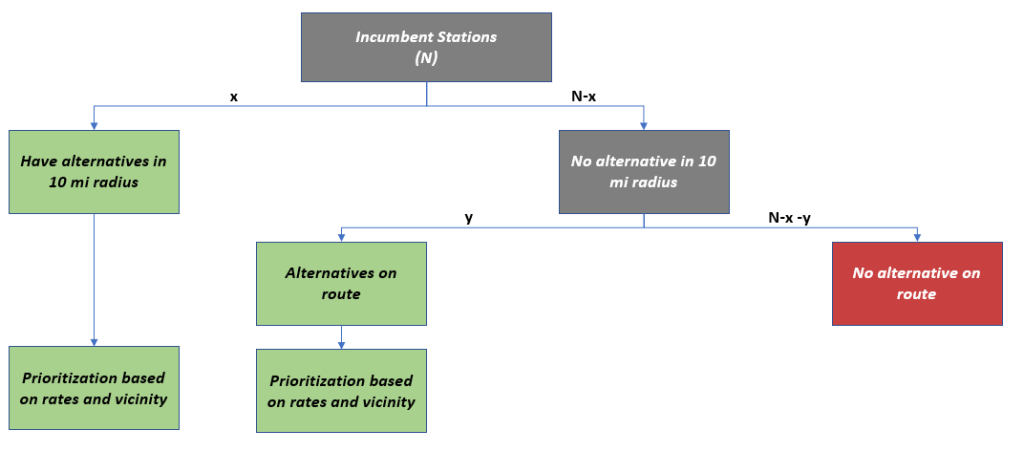 Incumbent Stations
(N)
x
N-x
Have alternatives in
10 mi radius
No alternative in 10
mi radius
y
N-x -y
Alternatives on
route
No alternative on
route
Prioritization based
on rates and vicinity
Prioritization based
on rates and vicinity